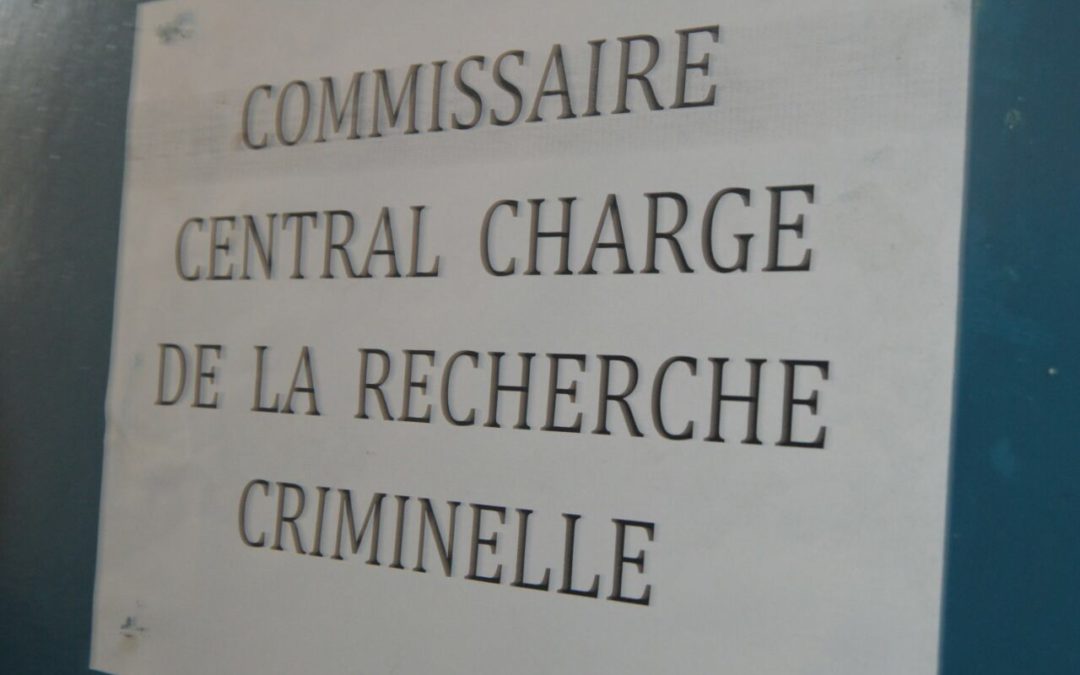 COMMISSAIRE
CENTRAL CHARGE
DE LA RECHERCHE
CRIMINELLE